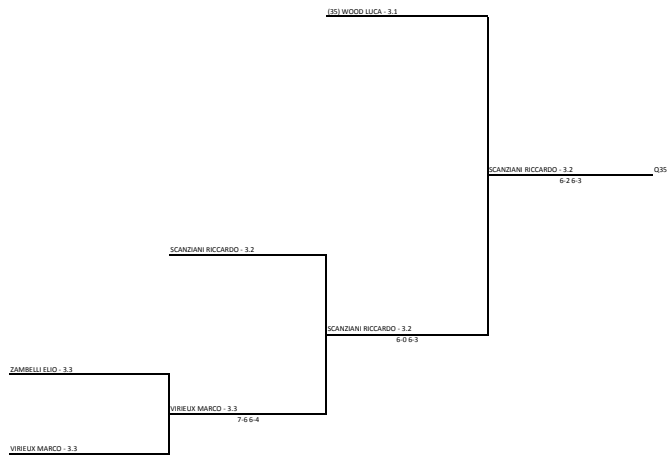 (35) WOOD LUCA - 3.1
SCANZIANI RICCARDO - 3.2
Q35
6-2 6-3
SCANZIANI RICCARDO - 3.2
SCANZIANI RICCARDO - 3.2
6-0 6-3
ZAMBELLI ELIO - 3.3
VIRIEUX MARCO - 3.3
7-6 6-4
VIRIEUX MARCO - 3.3